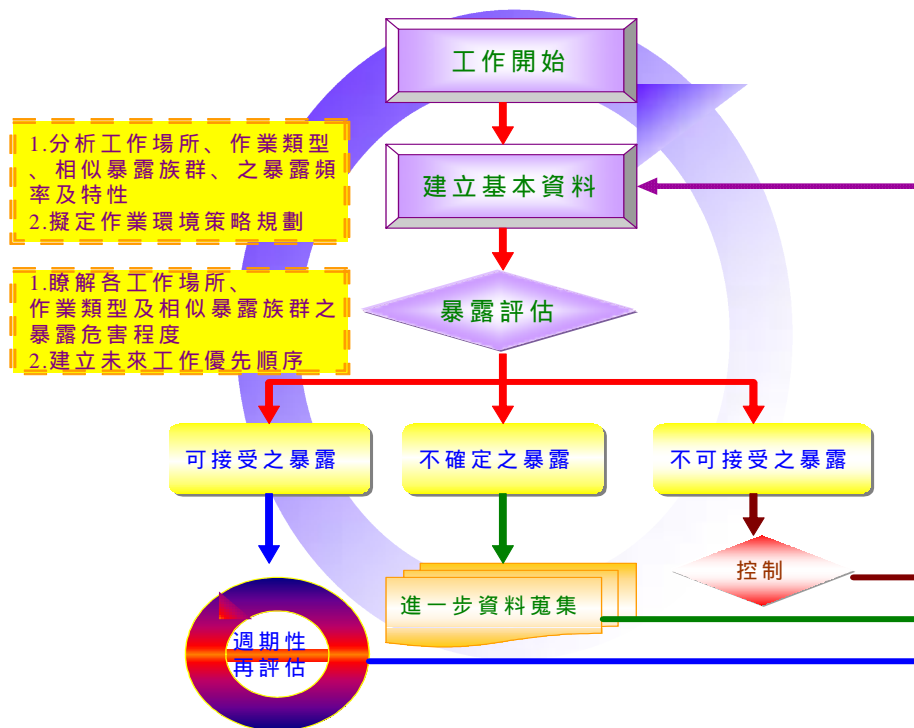 工作開始
1.分析工作場所、作業類型
、相似暴露族群、之暴露頻
率及特性
2.擬定作業環境策略規劃
建立基本資料
1.瞭解各工作場所、
作業類型及相似暴露族群之
暴露危害程度
2.建立未來工作優先順序
暴露評估
可接受之暴露
不確定之暴露
不可接受之暴露
控制
進一步資料蒐集
週期性
再評估